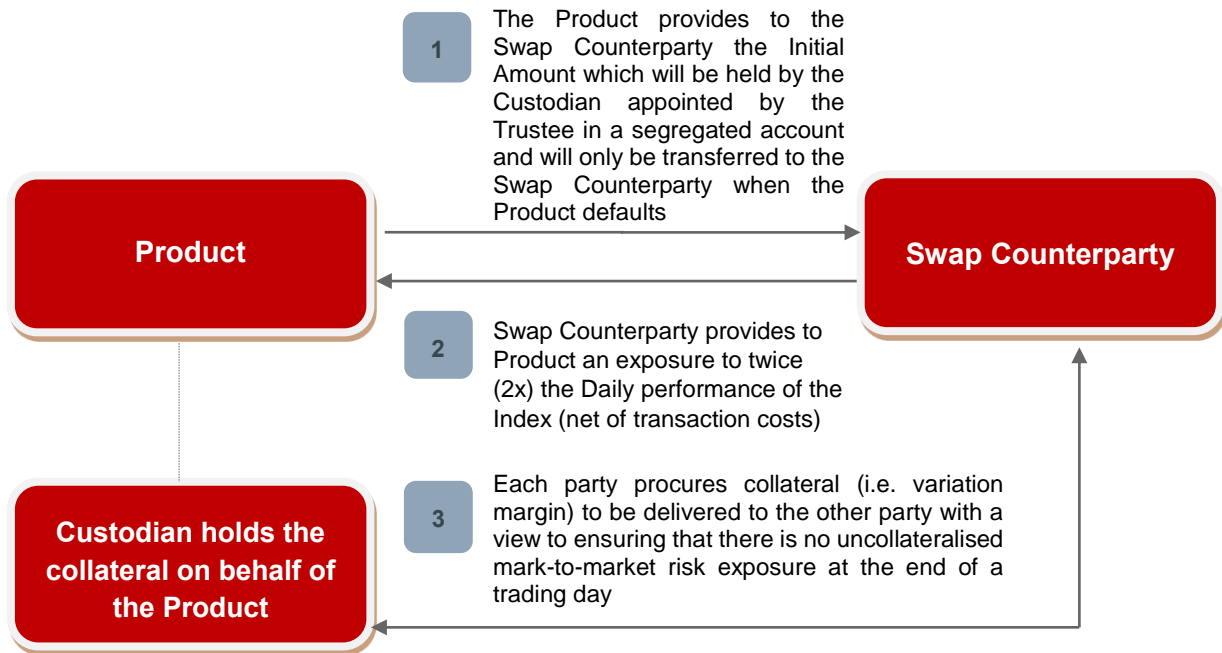 1
The Product provides to the
Swap Counterparty the Initial
Amount which will be held by the
Custodian appointed by the
Trustee in a segregated account
and will only be transferred to the
Swap Counterparty when the
Product defaults
Product
Swap Counterparty
2
Swap Counterparty provides to
Product an exposure to twice
(2x) the Daily performance of the
Index (net of transaction costs)
3
Each party procures collateral (i.e. variation
margin) to be delivered to the other party with a
view to ensuring that there is no uncollateralised
mark-to-market risk exposure at the end of a
trading day
Custodian holds the
collateral on behalf of
the Product